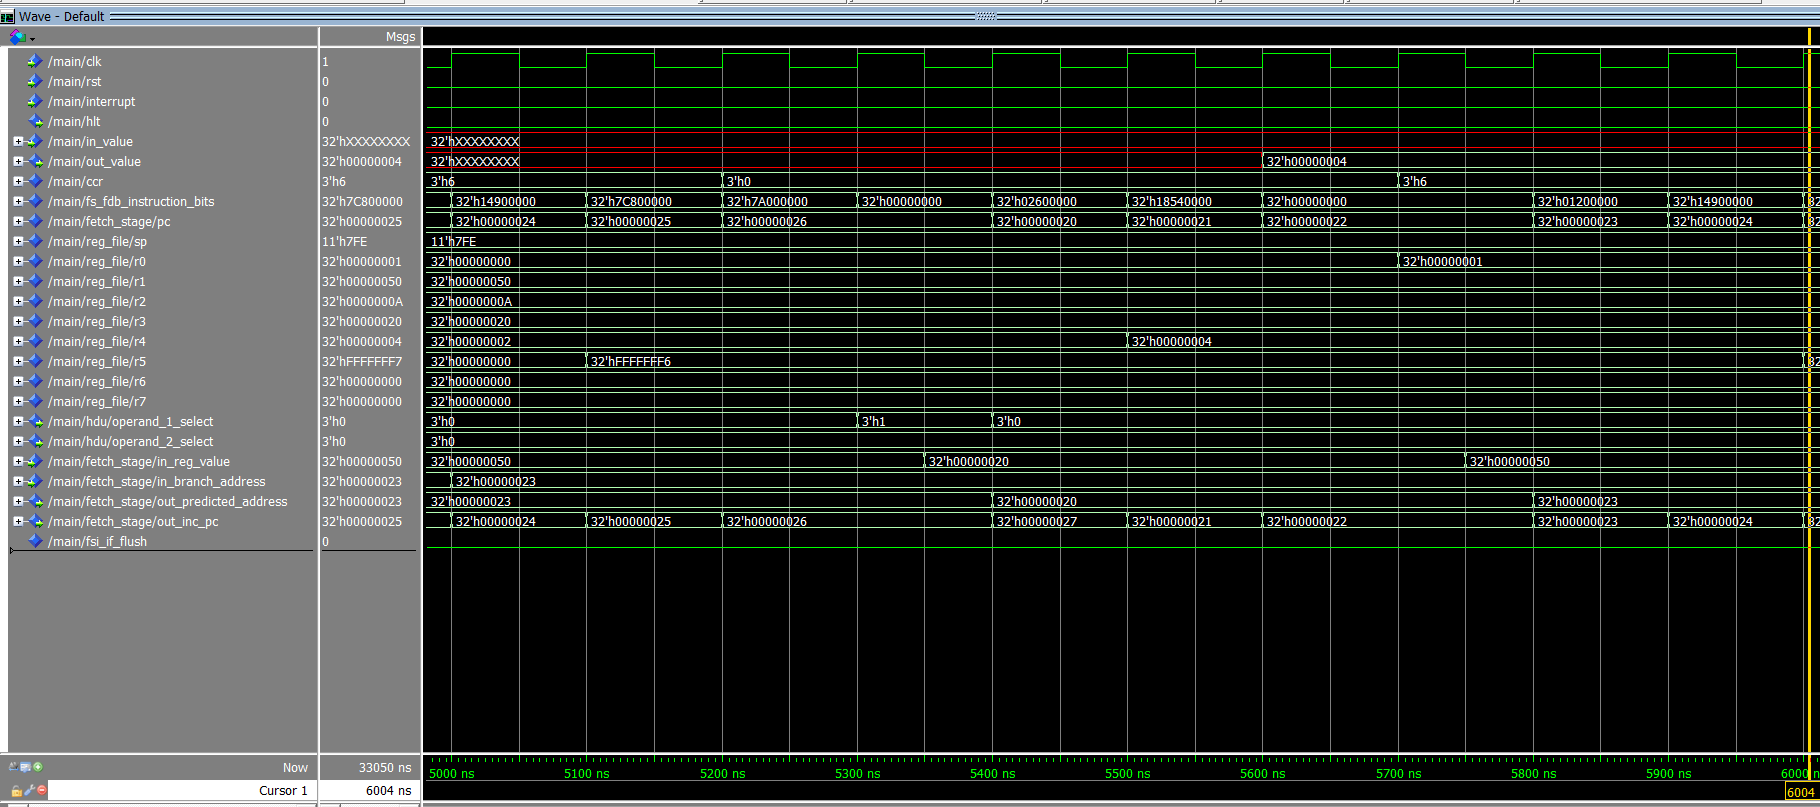 Wave - Default
Msgs
/main/clk 1
/main/rst 0
/main/interrupt 0
/main/hlt 0
/main/in_value 32'hXXXXXXXX 32'hXXXXXXXX
/main/out_value 32'h00000004 32'hXXXXXXXX 32'h00000004
/main/ccr 3'h6 3'h6 3'h0 3'h6
/main/fs_fdb_instruction_bits 32'h7C800000 32'h14900000 32'h7C800000 32'h7A000000 32'h00000000 32'h02600000 32'h18540000 32'h00000000 32'h01200000 32'h14900000 32
/main/fetch_stage/pc 32'h00000025 32'h00000024 32'h00000025 32'h00000026 32'h00000020 32'h00000021 32'h00000022 32'h00000023 32'h00000024 32
/main/reg_file/sp 11'h7FE 11'h7FE
/main/reg_file/r0 32'h00000001 32'h00000000 32'h00000001
/main/reg_file/r1 32'h00000050 32'h00000050
/main/reg_file/r2 32'h0000000A 32'h0000000A
/main/reg_file/r3 32'h00000020 32'h00000020
/main/reg_file/r4 32'h00000004 32'h00000002 32'h00000004
/main/reg_file/r5 32'hFFFFFFF7 32'h00000000 32'hFFFFFFF6 32
/main/reg_file/r6 32'h00000000 32'h00000000
/main/reg_file/r7 32'h00000000 32'h00000000
/main/hdu/operand_1_select 3'h0 3'h0 3'h1 3'h0
/main/hdu/operand_2_select 3'h0 3'h0
/main/fetch_stage/in_reg_value 32'h00000050 32'h00000050 32'h00000020 32'h00000050
/main/fetch_stage/in_branch_address 32'h00000023 32'h00000023
/main/fetch_stage/out_predicted_address 32'h00000023 32'h00000023 32'h00000020 32'h00000023
/main/fetch_stage/out_inc_pc 32'h00000025 32'h00000024 32'h00000025 32'h00000026 32'h00000027 32'h00000021 32'h00000022 32'h00000023 32'h00000024 32
/main/fsi_if_flush 0
Now 33050 ns 5000 ns 5100 ns 5200 ns 5300 ns 5400 ns 5500 ns 5600 ns 5700 ns 5800 ns 5900 ns 6000
Cursor 1 6004 ns 6004